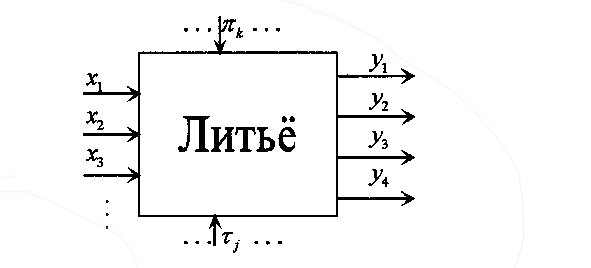 ... π_k ...
x_1 y_1
x_2 y_2
x_3 Литьё y_3
y_4
⋮
... τ_j ...